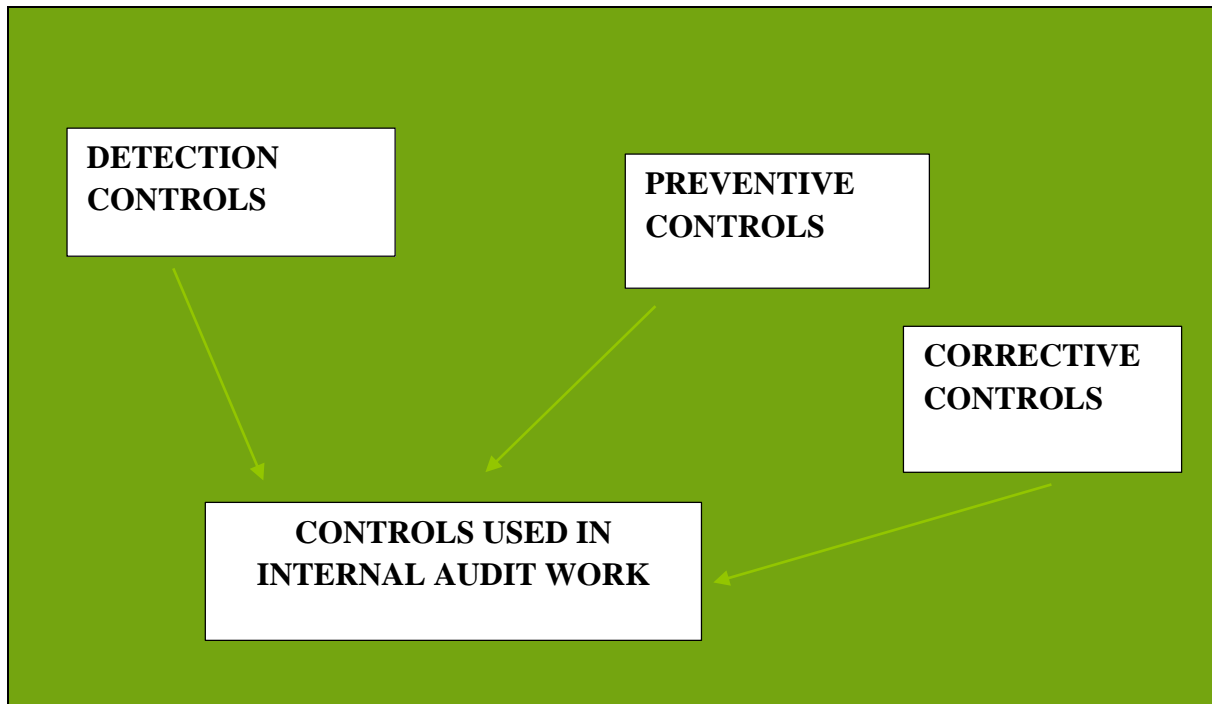 DETECTION
CONTROLS
PREVENTIVE
CONTROLS
CORRECTIVE
CONTROLS
CONTROLS USED IN
INTERNAL AUDIT WORK